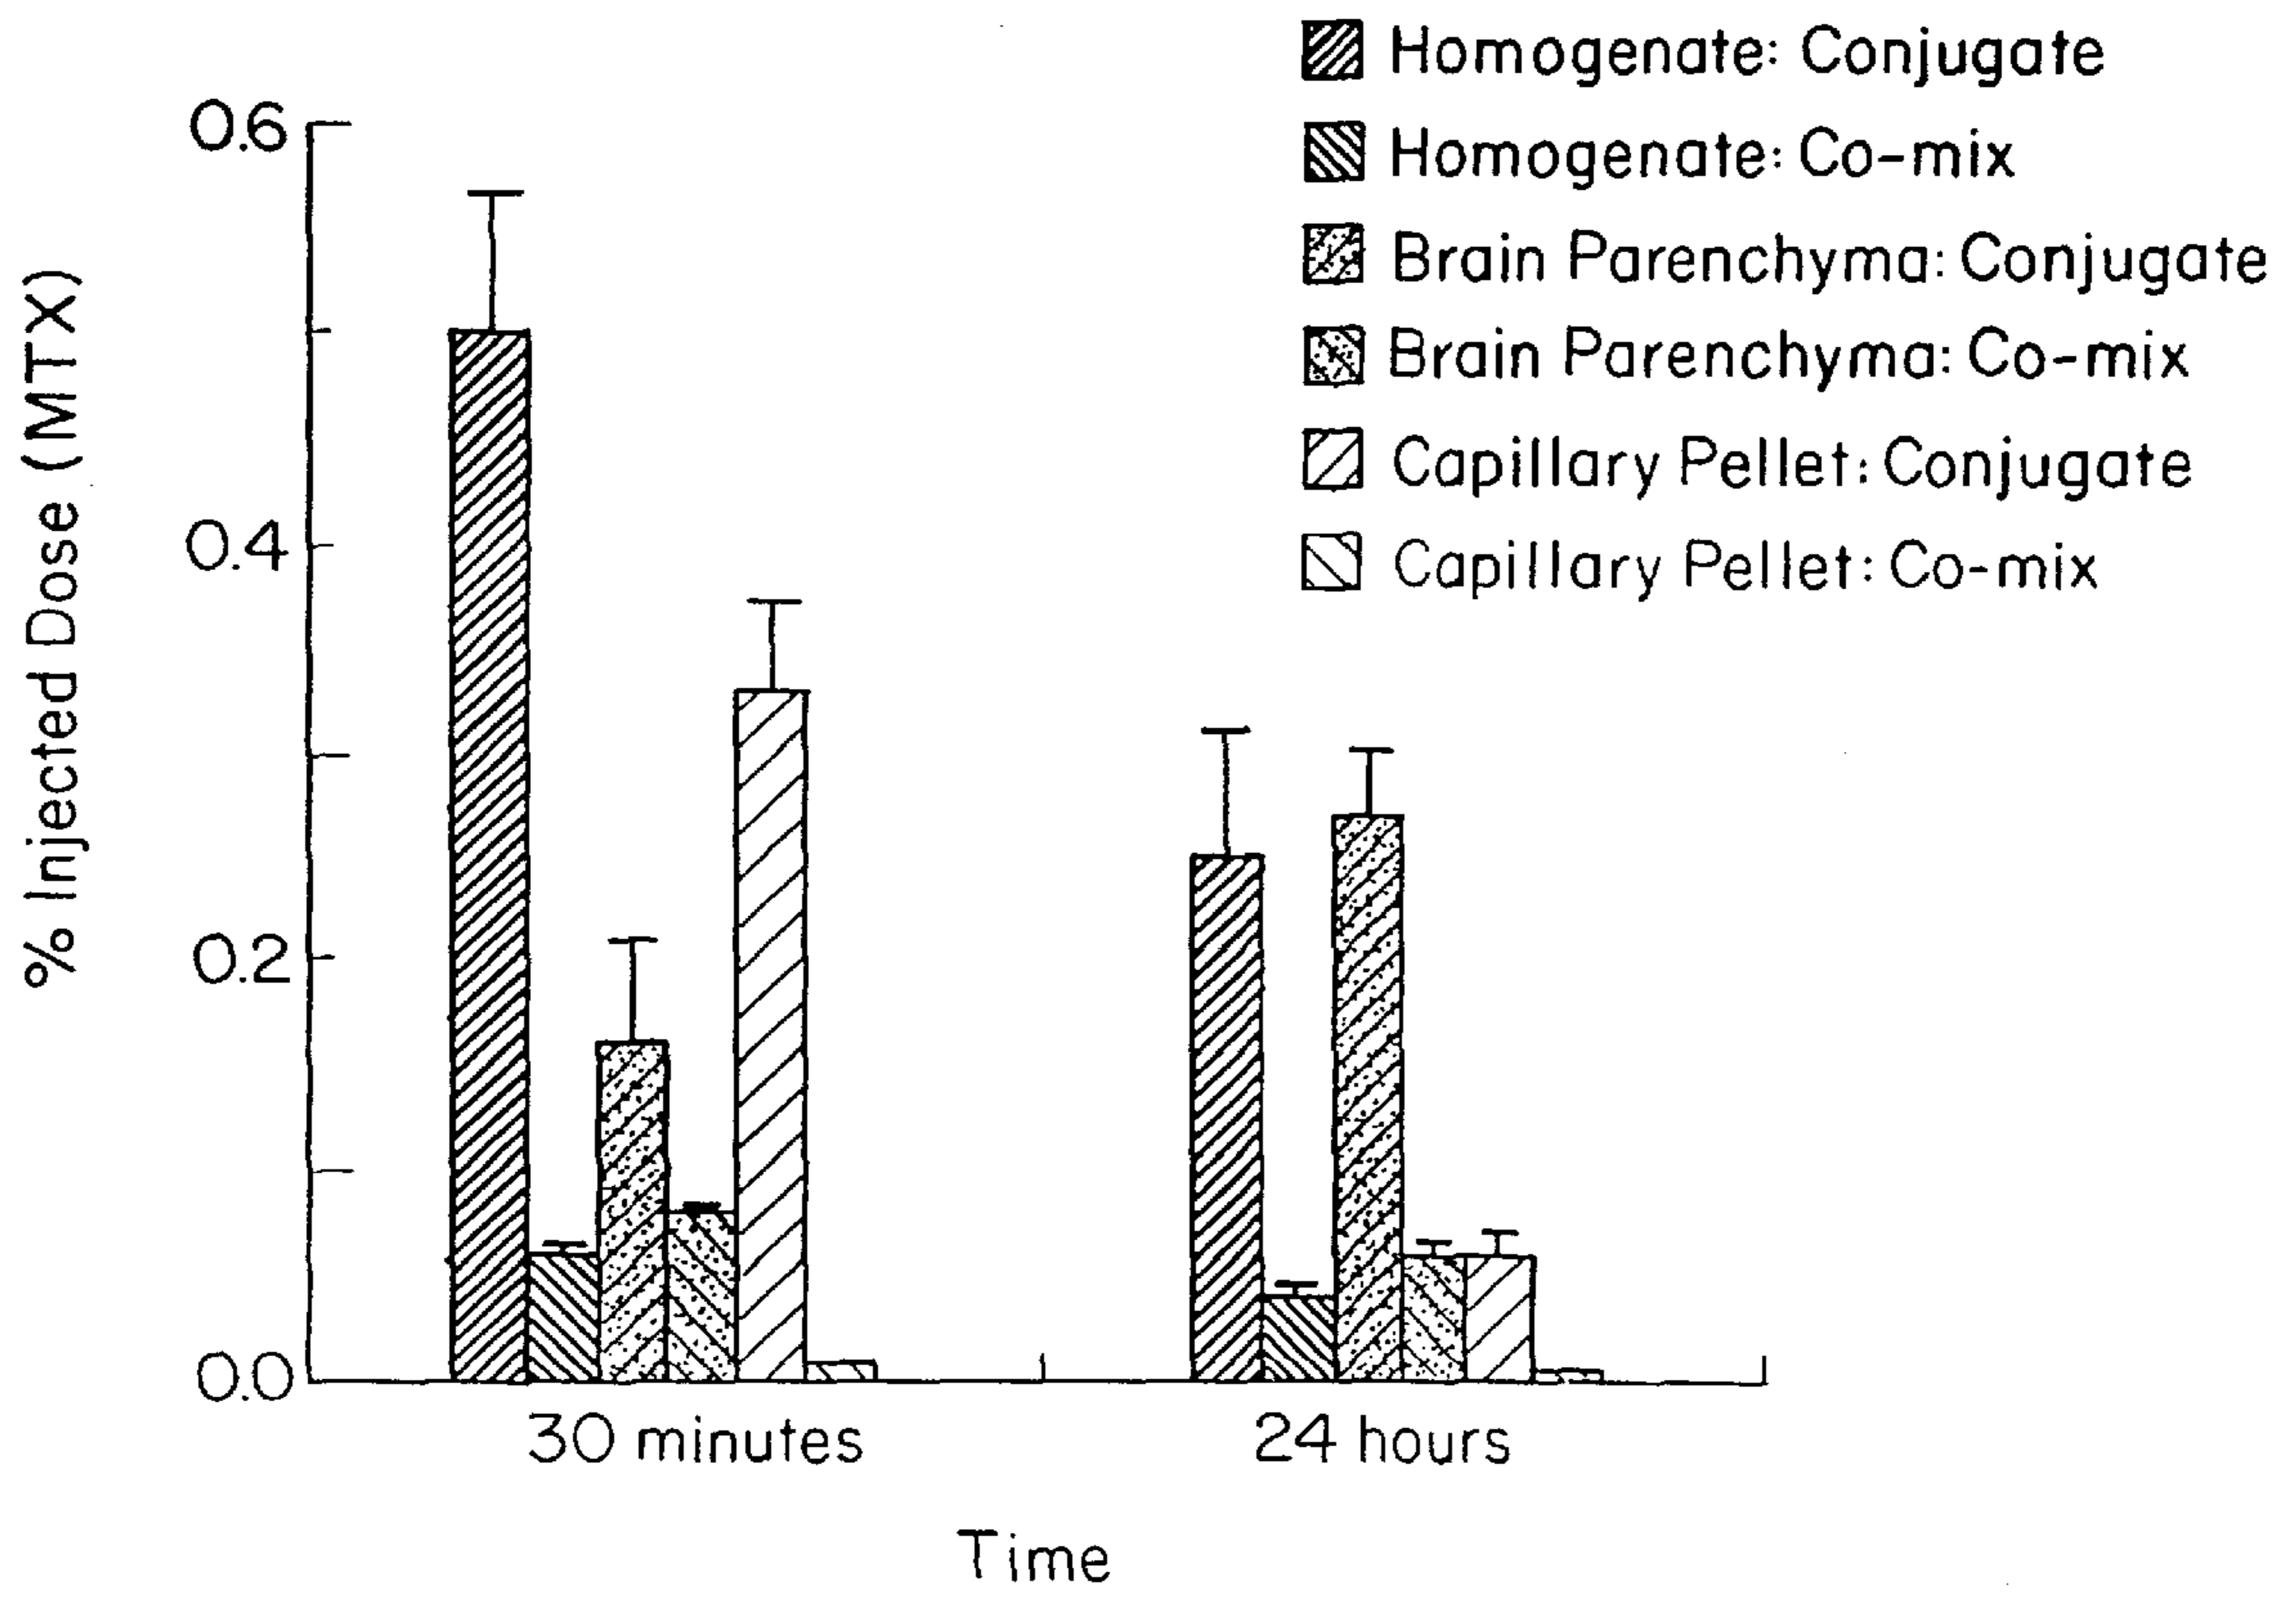 Homogenate: Conjugate
Homogenate: Co-mix
Brain Parenchyma: Conjugate
Brain Parenchyma: Co-mix
Capillary Pellet: Conjugate
Capillary Pellet: Co-mix
% Injected Dose (MTX)
0.6
0.4
0.2
0.0
30 minutes
24 hours
Time